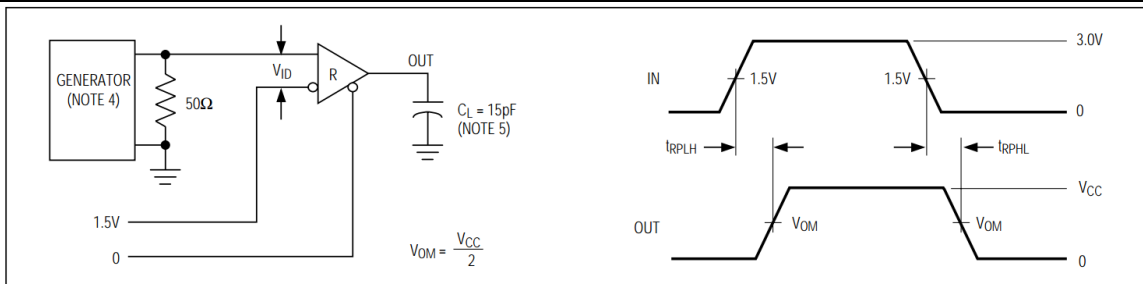 GENERATOR
(NOTE 4)
50Ω
VID
R
OUT
CL = 15pF
(NOTE 5)
1.5V
0
VOM = VCC
2
IN
1.5V
1.5V
3.0V
0
tRPLH
tRPHL
OUT
VOM
VOM
VCC
0